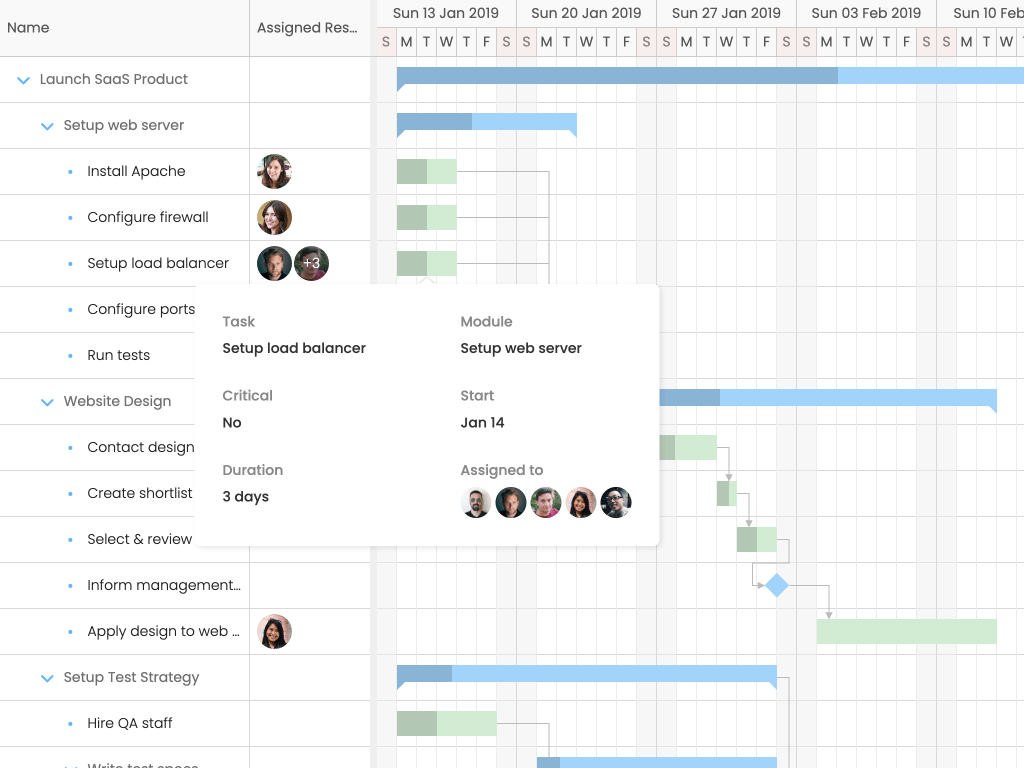 Name
Assigned Res…
Sun 13 Jan 2019 Sun 20 Jan 2019 Sun 27 Jan 2019 Sun 03 Feb 2019 Sun 10 Feb
S M T W T F S S M T W T F S S M T W T F S S M T W T F S S M T W
Launch SaaS Product
Setup web server
Install Apache
Configure firewall
Setup load balancer +3
Configure ports
Run tests
Website Design
Contact design
Create shortlist
Select & review
Inform management…
Apply design to web …
Setup Test Strategy
Hire QA staff
Write test specs
Task
Setup load balancer
Module
Setup web server
Critical
No
Start
Jan 14
Duration
3 days
Assigned to